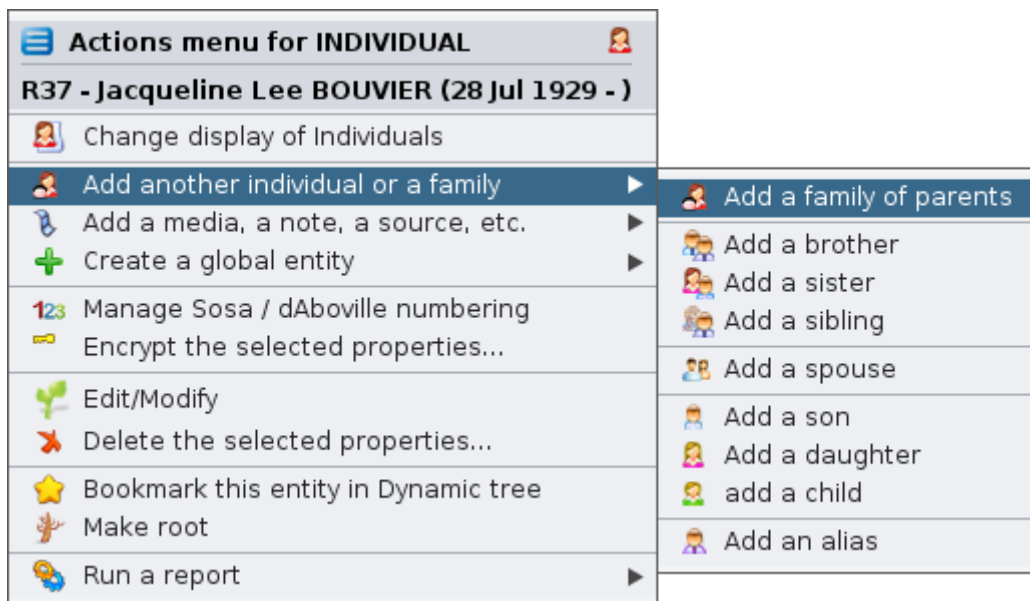 Actions menu for INDIVIDUAL
R37 - Jacqueline Lee BOUVIER (28 Jul 1929 - )
Change display of Individuals
Add another individual or a family
Add a media, a note, a source, etc.
Create a global entity
123 Manage Sosa / dAboville numbering
Encrypt the selected properties...
Edit/Modify
Delete the selected properties...
Bookmark this entity in Dynamic tree
Make root
Run a report
Add a family of parents
Add a brother
Add a sister
Add a sibling
Add a spouse
Add a son
Add a daughter
add a child
Add an alias